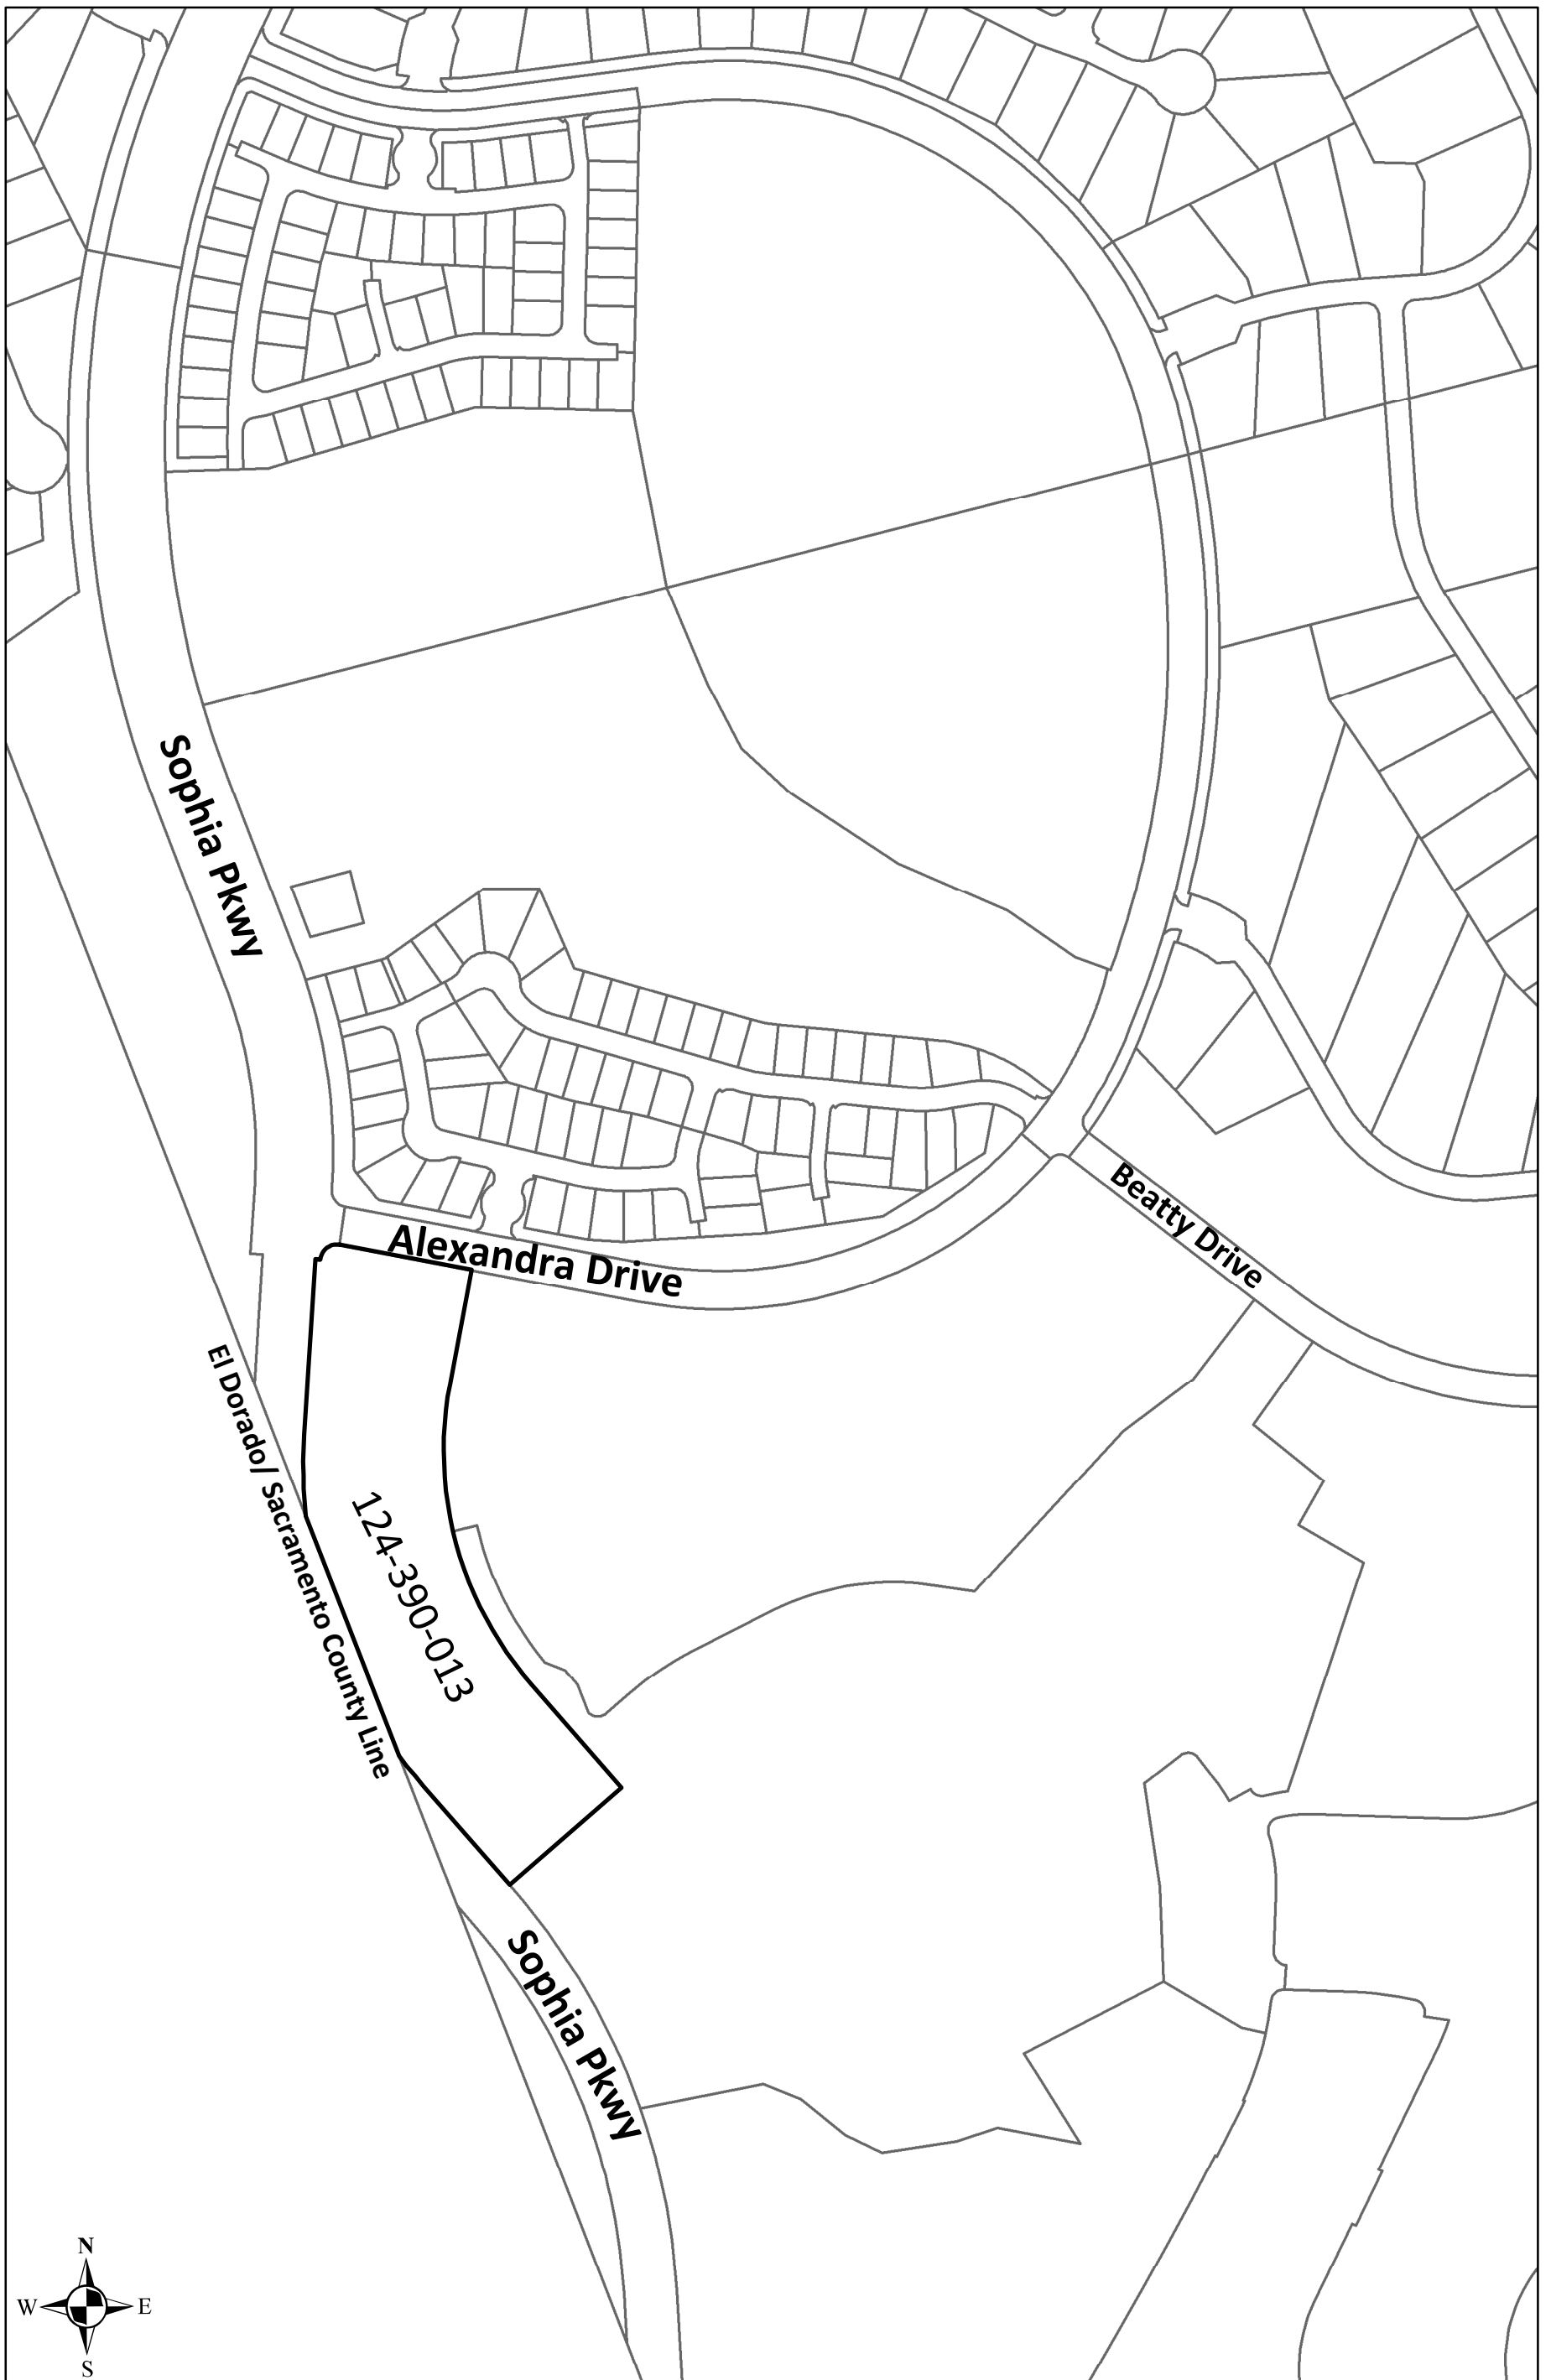 Sophia Pkwy
Alexandra Drive
Beatty Drive
El Dorado/ Sacramento County Line
124-390-013
Sophia Pkwy
N
W E
S